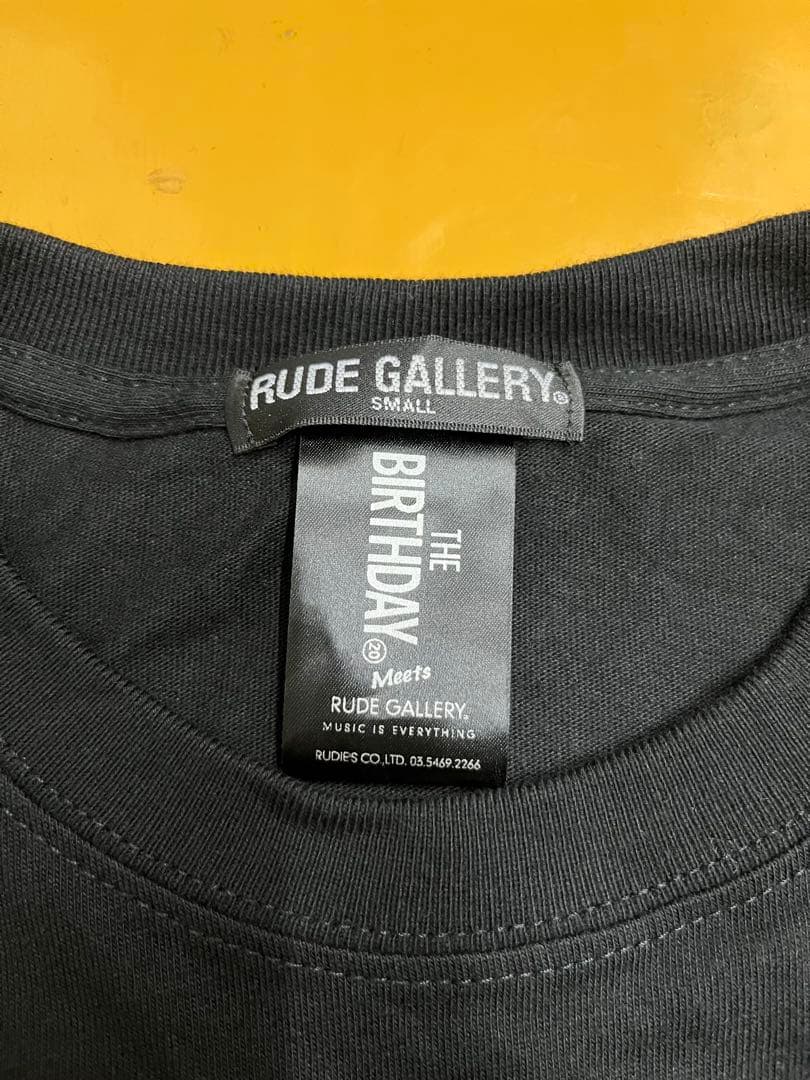 RUDE GALLERY®
SMALL
THE
BIRTHDAY
20
Meets
RUDE GALLERY.
MUSIC IS EVERYTHING
RUDIE'S CO.,LTD. 03.5469.2266